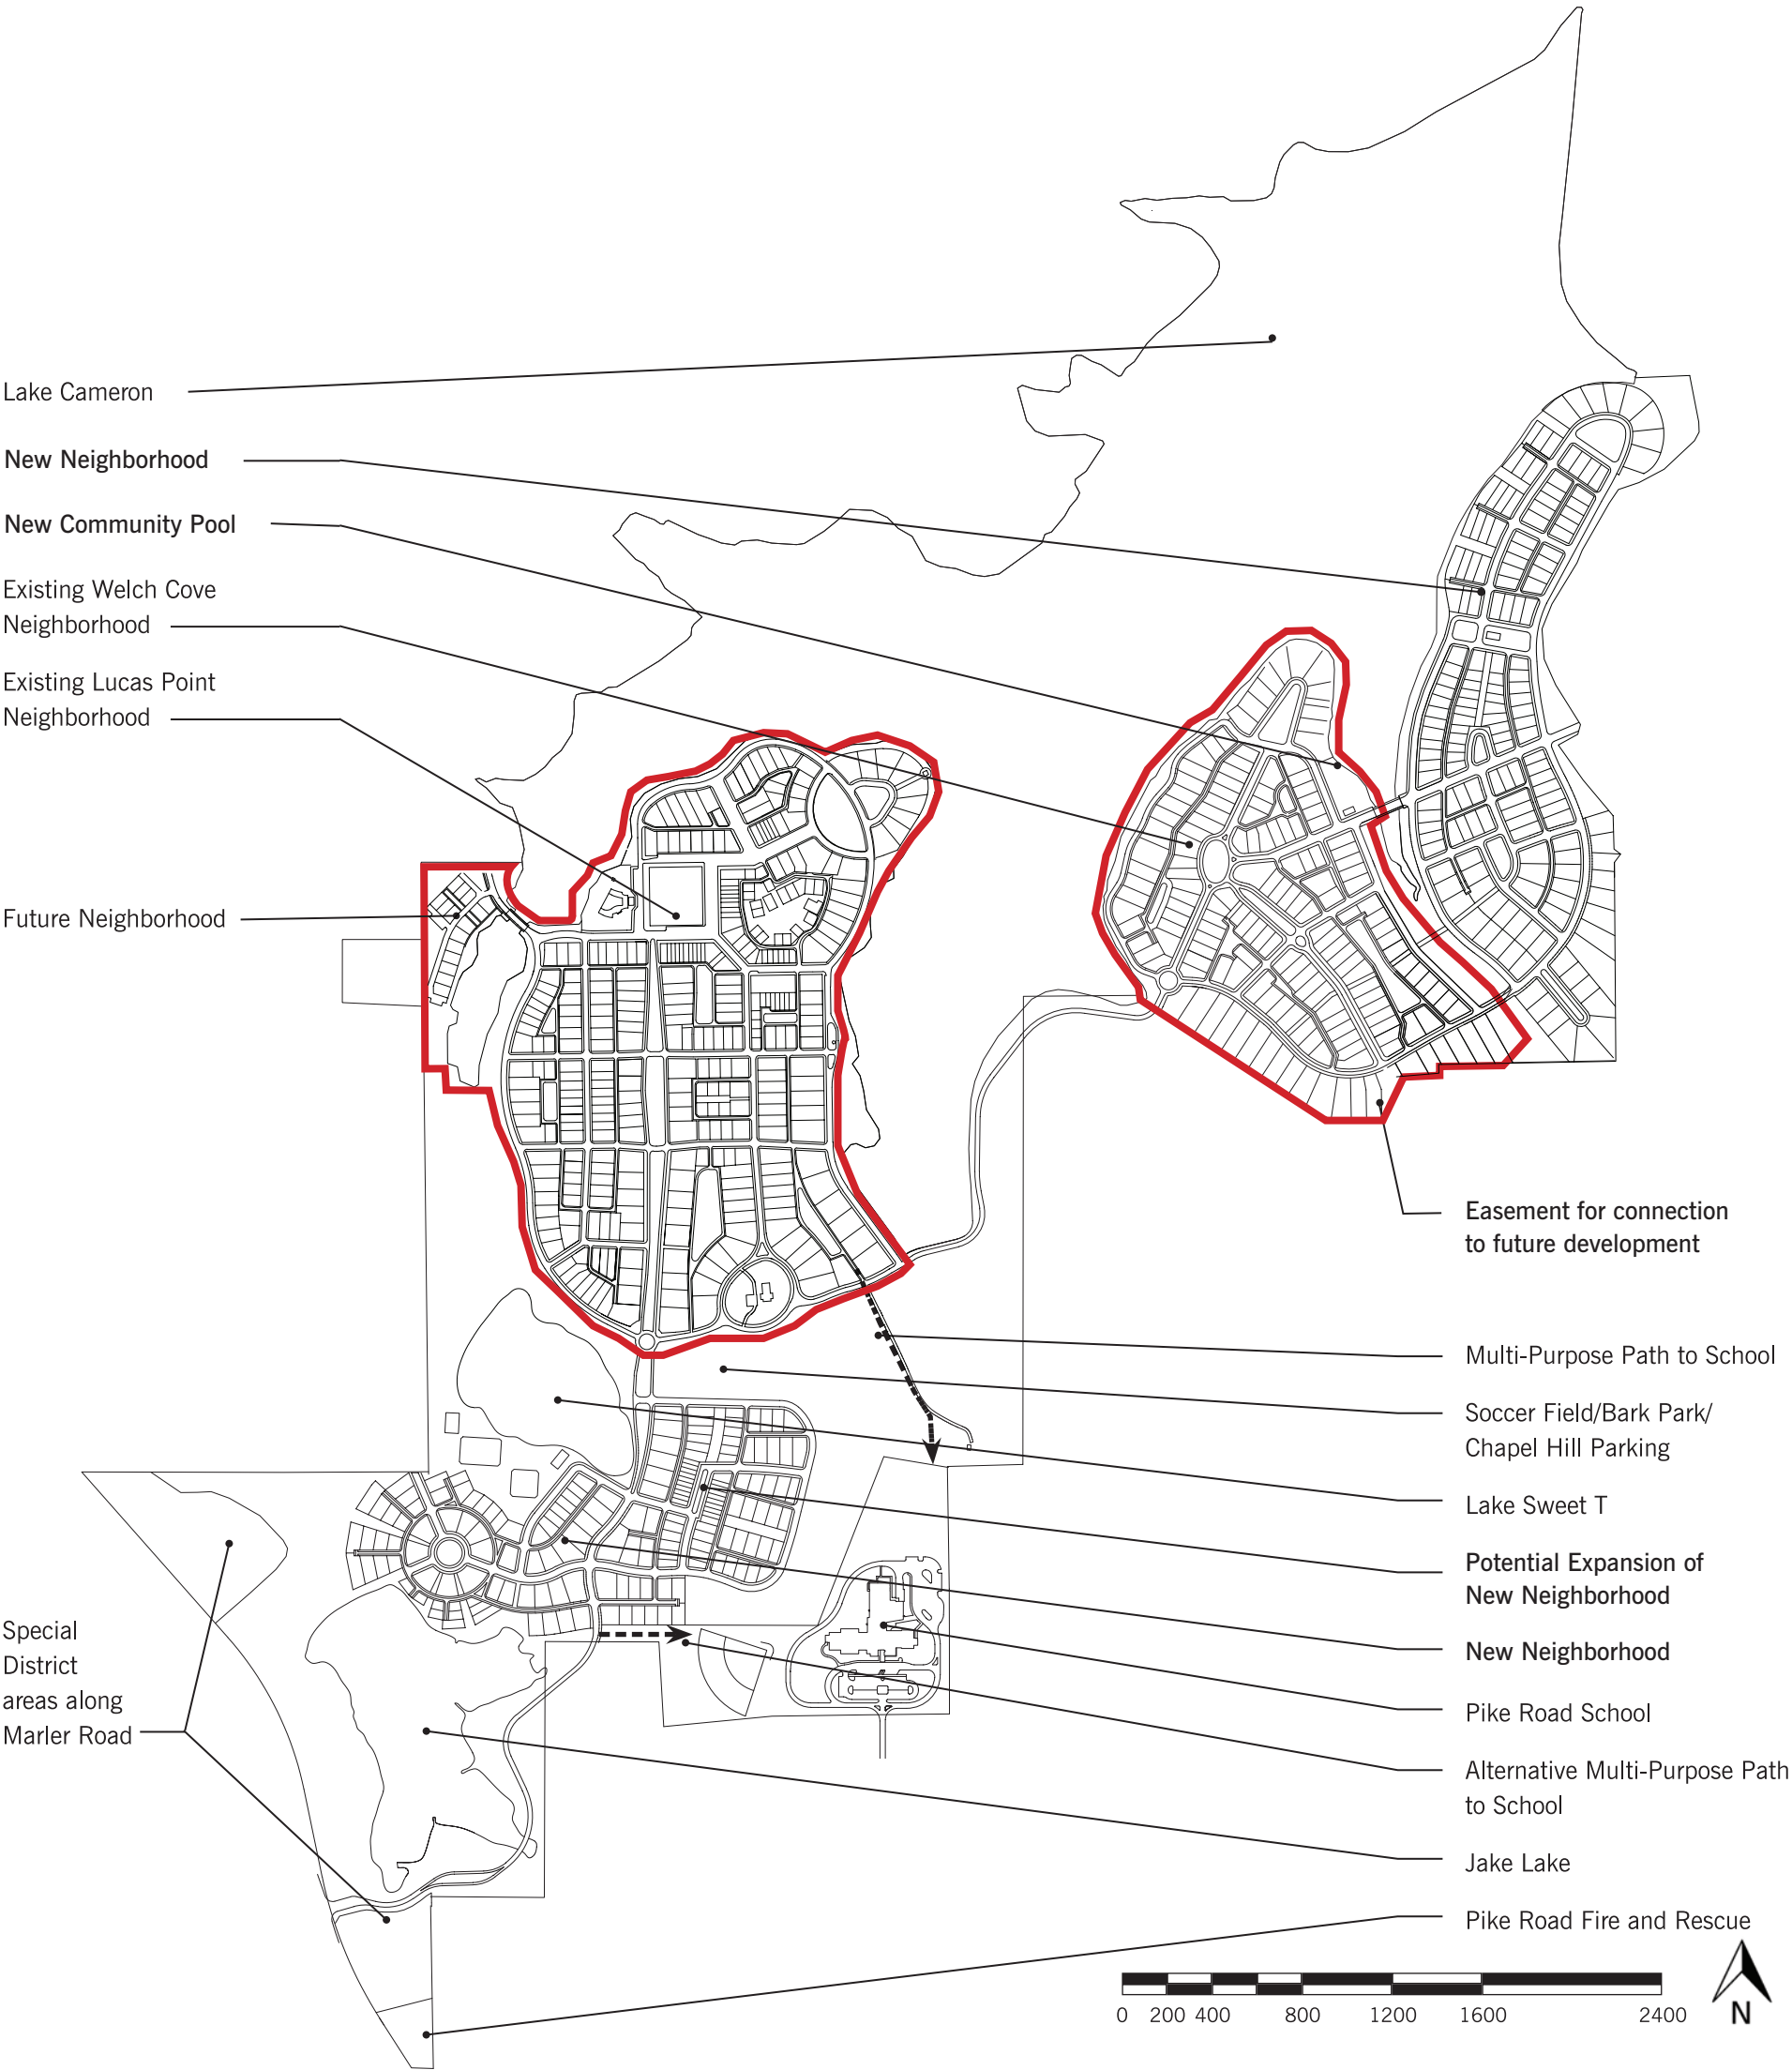 Lake Cameron
New Neighborhood
New Community Pool
Existing Welch Cove
Neighborhood
Existing Lucas Point
Neighborhood
Future Neighborhood
Special
District
areas along
Marler Road
Easement for connection
to future development
Multi-Purpose Path to School
Soccer Field/Bark Park/
Chapel Hill Parking
Lake Sweet T
Potential Expansion of
New Neighborhood
New Neighborhood
Pike Road School
Alternative Multi-Purpose Path
to School
Jake Lake
Pike Road Fire and Rescue
0 200 400 800 1200 1600 2400
N